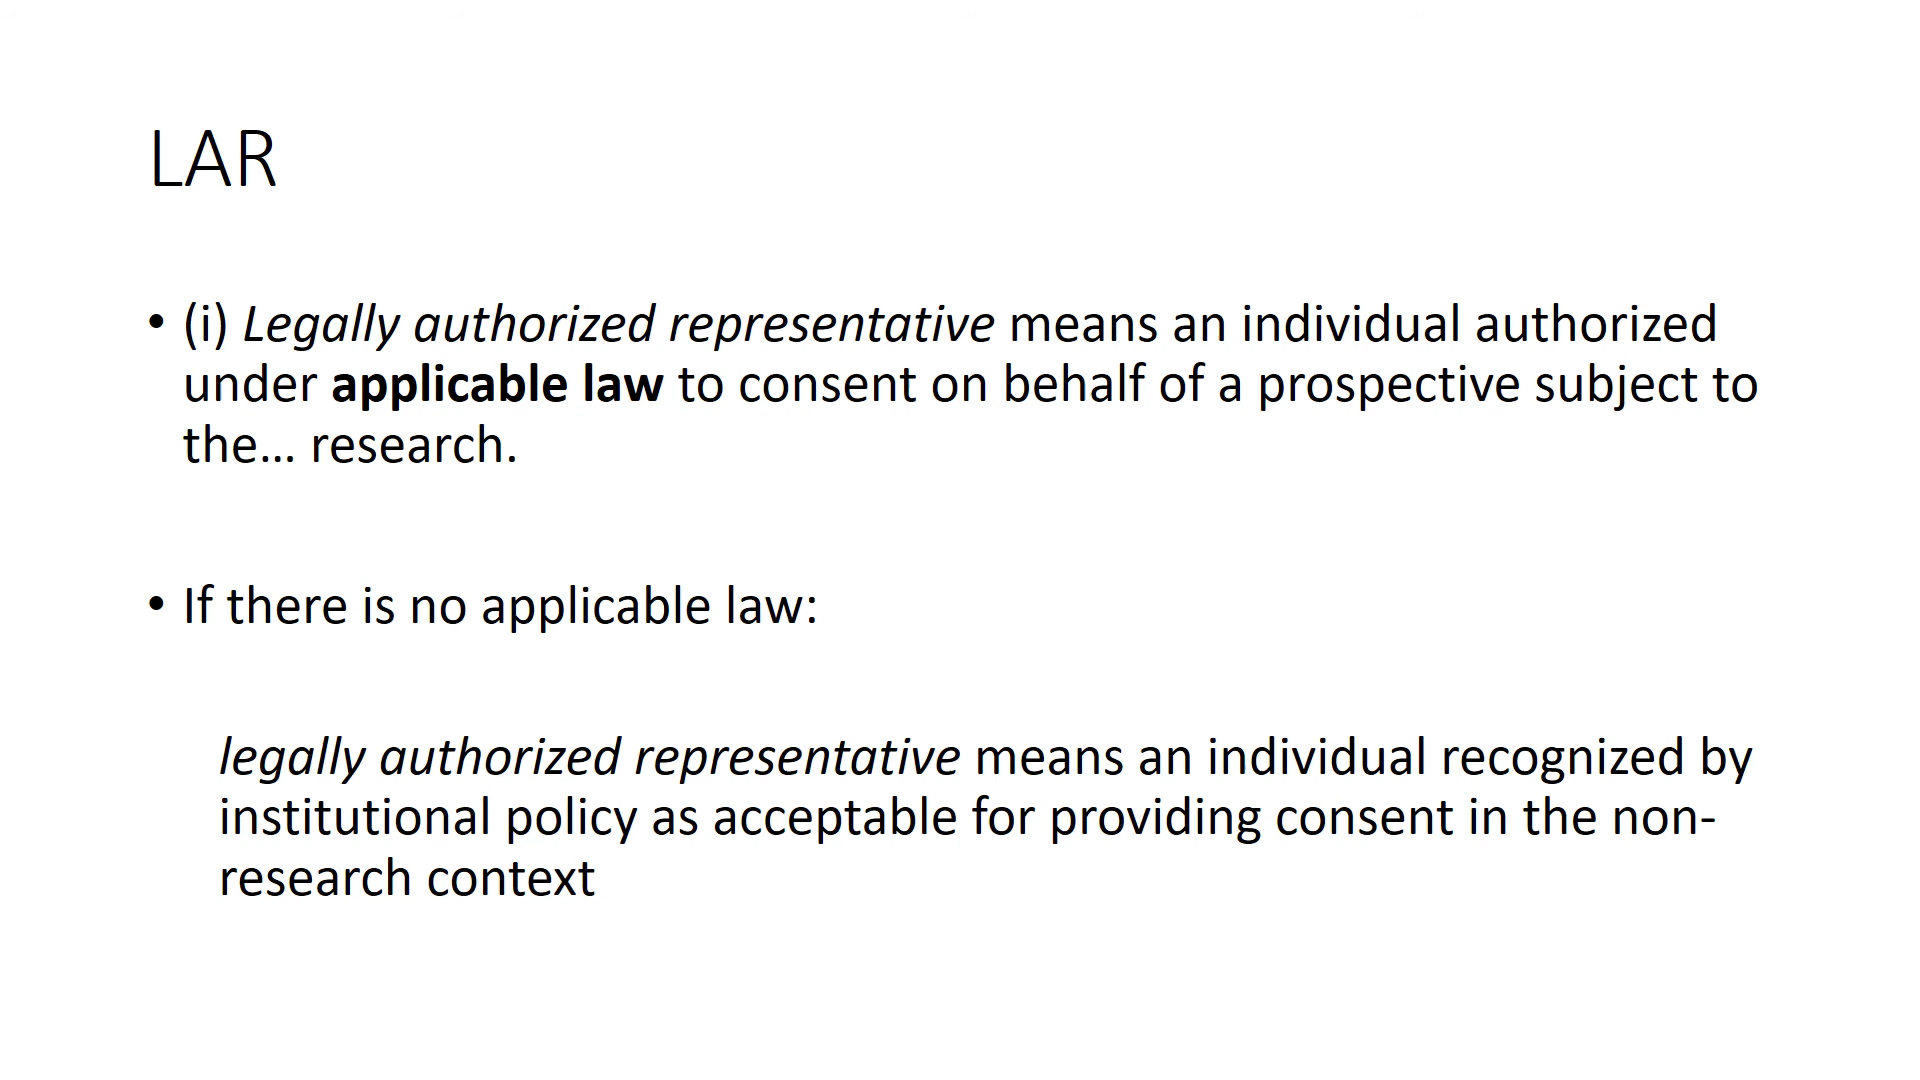 LAR
• (i) Legally authorized representative means an individual authorized
under applicable law to consent on behalf of a prospective subject to
the… research.
• If there is no applicable law:
legally authorized representative means an individual recognized by
institutional policy as acceptable for providing consent in the non-
research context